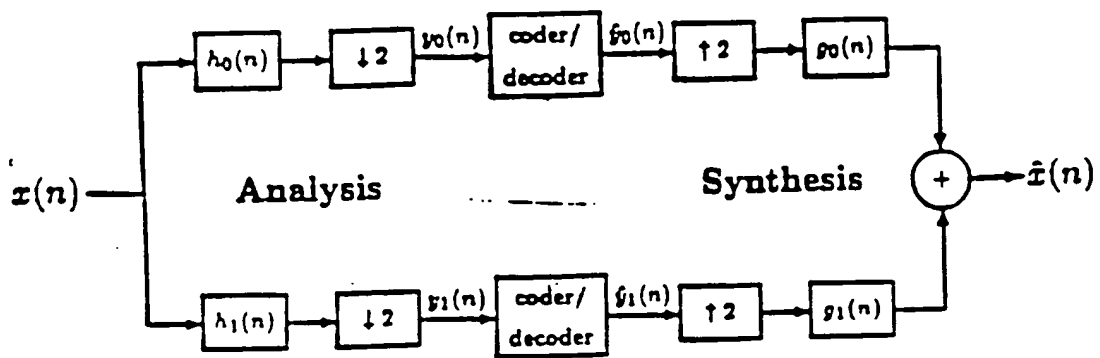 h₀(n) ↓2 y₀(n) coder/ decoder ŷ₀(n) ↑2 g₀(n)
x(n) Analysis Synthesis + x̂(n)
h₁(n) ↓2 y₁(n) coder/ decoder ŷ₁(n) ↑2 g₁(n)